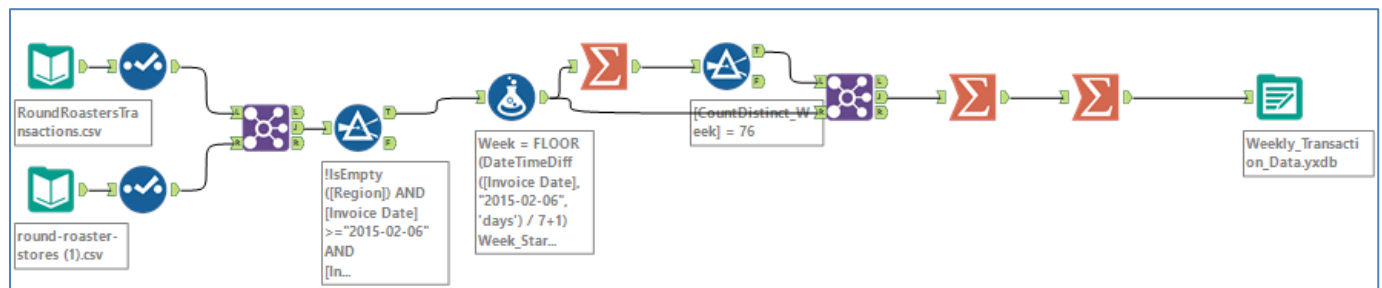 RoundRoastersTra
nsactions.csv
round-roaster-
stores (1).csv
L
R
L
J
R
!IsEmpty
([Region]) AND
[Invoice Date]
>="2015-02-06"
AND
[In...
T
F
Week = FLOOR
(DateTimeDiff
([Invoice Date],
"2015-02-06",
'days') / 7+1)
Week_Star...
T
F
[CountDistinct_W
eek] = 76
L
R
L
J
R
Weekly_Transacti
on_Data.yxdb